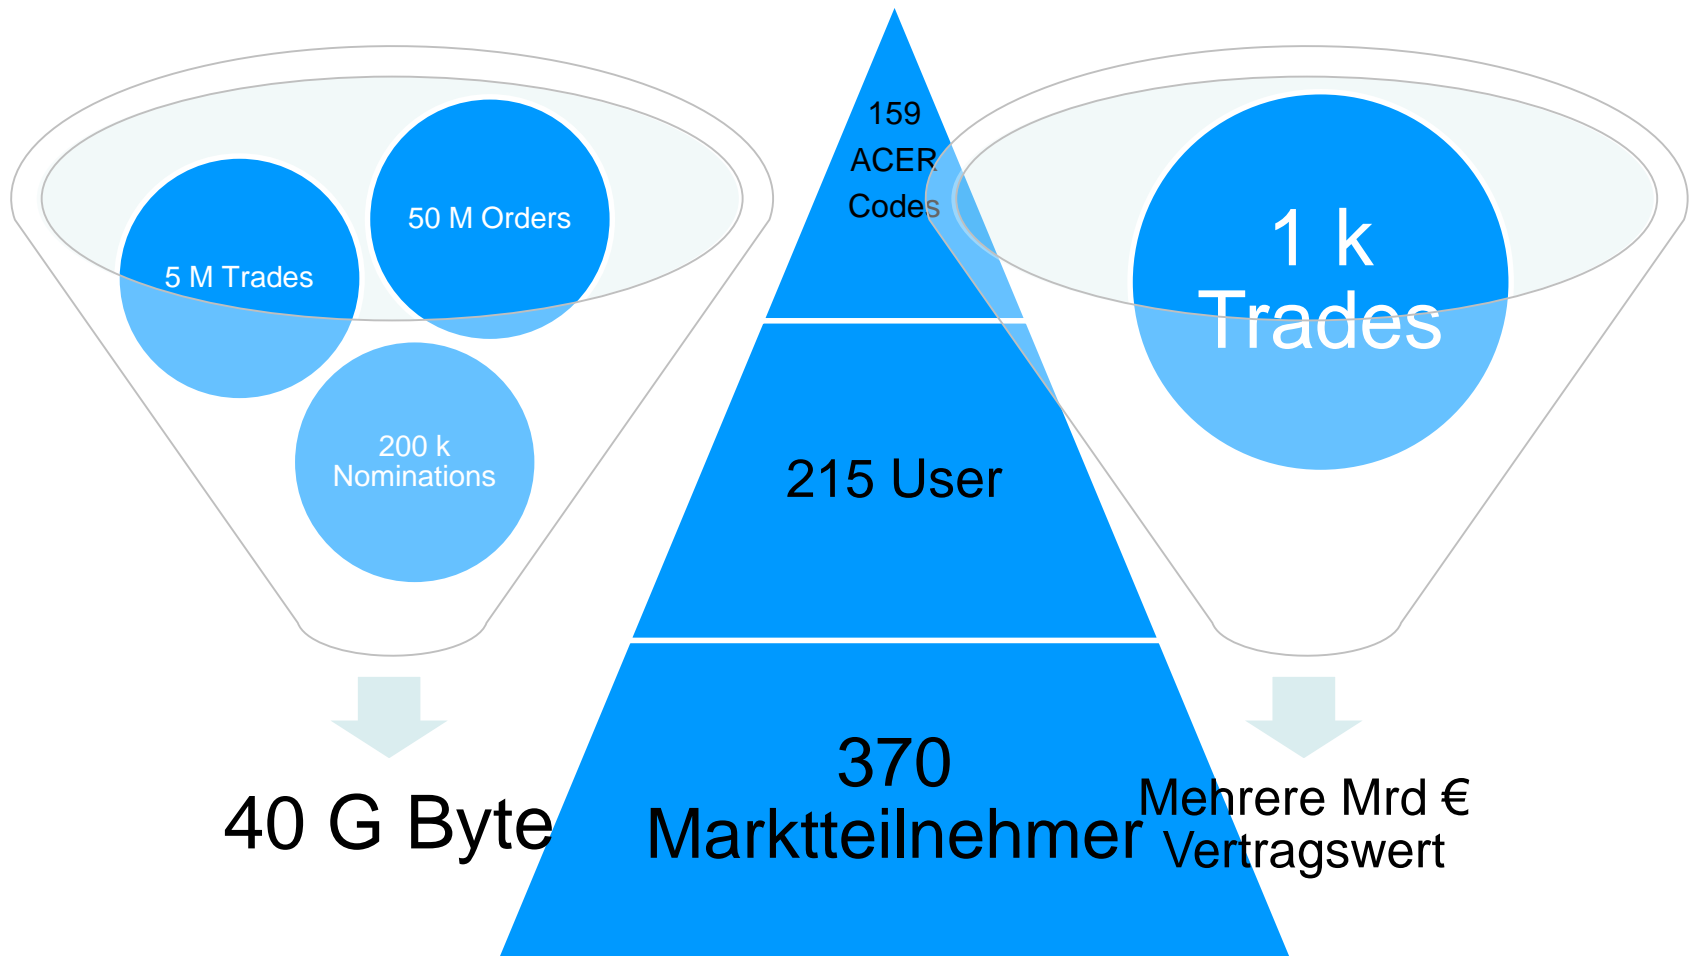 50 M Orders
5 M Trades
200 k
Nominations
40 G Byte
159
ACER
Codes
215 User
370
Marktteilnehmer
1 k
Trades
Mehrere Mrd €
Vertragswert